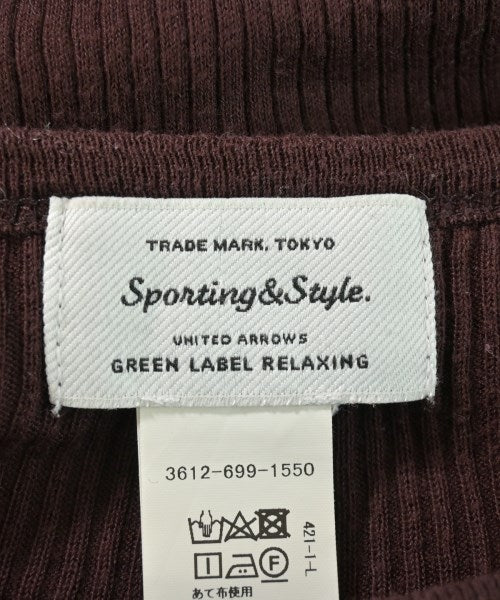 TRADE MARK. TOKYO
Sporting&Style.
UNITED ARROWS
GREEN LABEL RELAXING
3612-699-1550
421-1-L
F
あて布使用